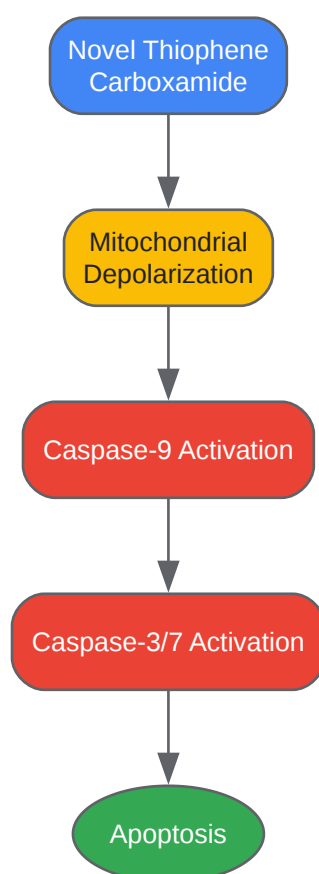 Novel Thiophene
Carboxamide
Mitochondrial
Depolarization
Caspase-9 Activation
Caspase-3/7 Activation
Apoptosis